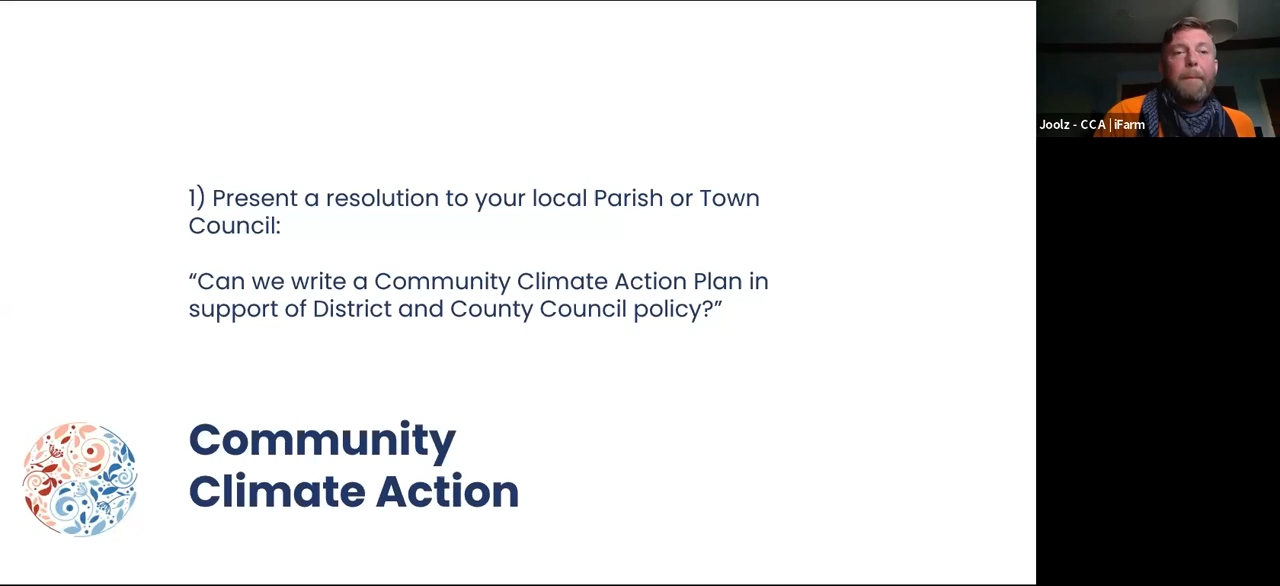 1) Present a resolution to your local Parish or Town
Council:
“Can we write a Community Climate Action Plan in
support of District and County Council policy?”
Community
Climate Action
Joolz - CCA | iFarm